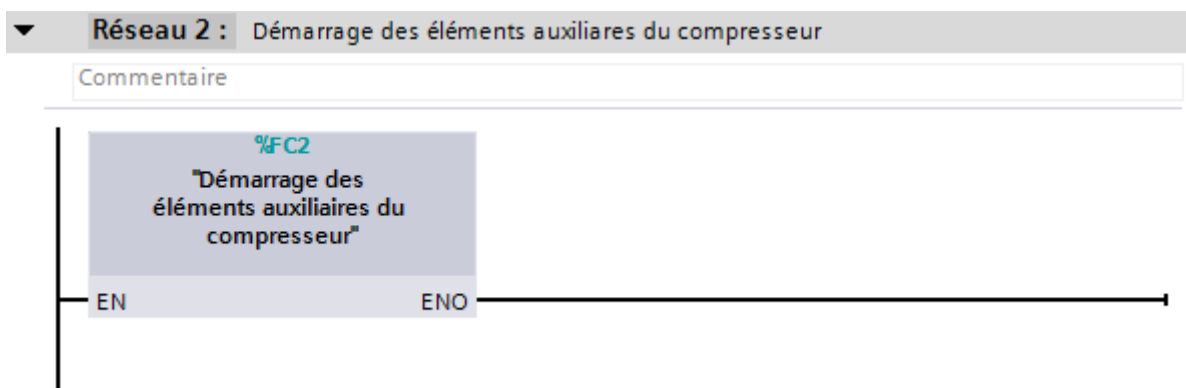 Réseau 2 : Démarrage des éléments auxiliares du compresseur
Commentaire
%FC2
"Démarrage des
éléments auxiliaires du
compresseur"
EN ENO